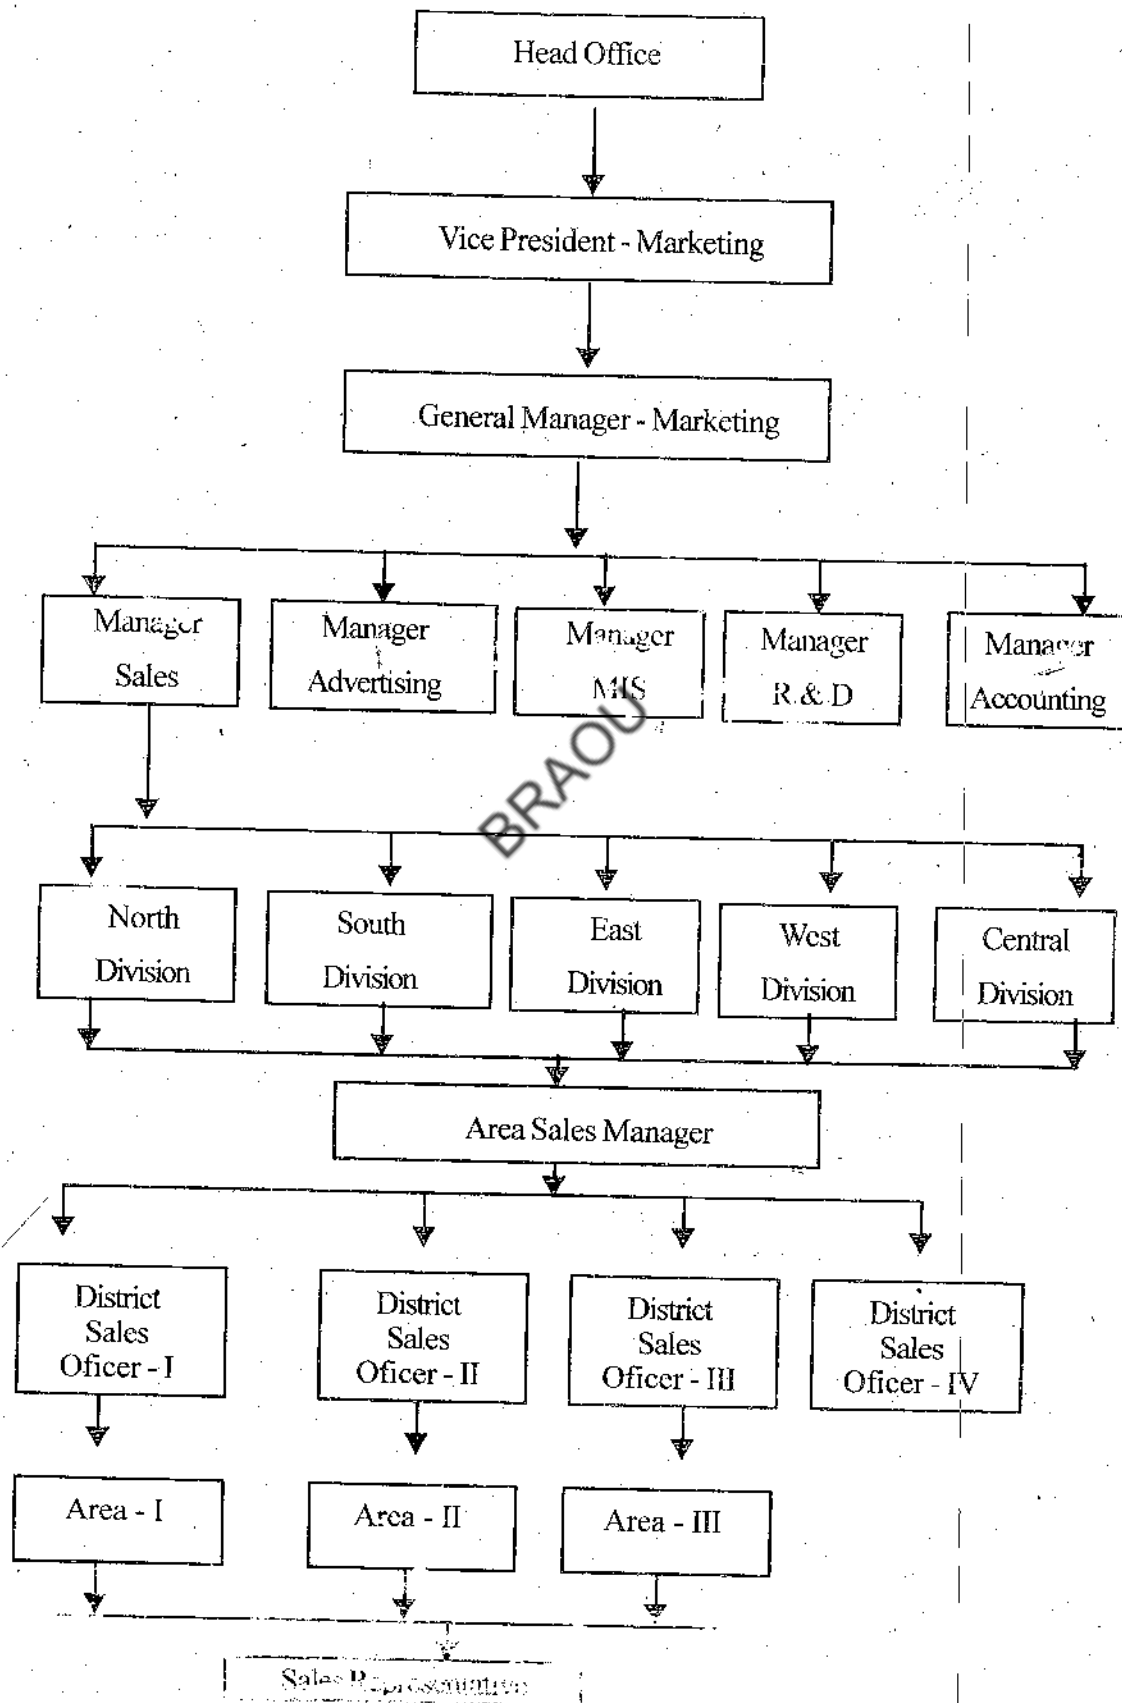 Head Office
Vice President - Marketing
General Manager - Marketing
Manager
Sales
Manager
Advertising
Manager
MIS
Manager
R & D
Manager
Accounting
BRAOU
North
Division
South
Division
East
Division
West
Division
Central
Division
Area Sales Manager
District
Sales
Oficer - I
District
Sales
Oficer - II
District
Sales
Oficer - III
District
Sales
Oficer - IV
Area - I
Area - II
Area - III
Sales Representative